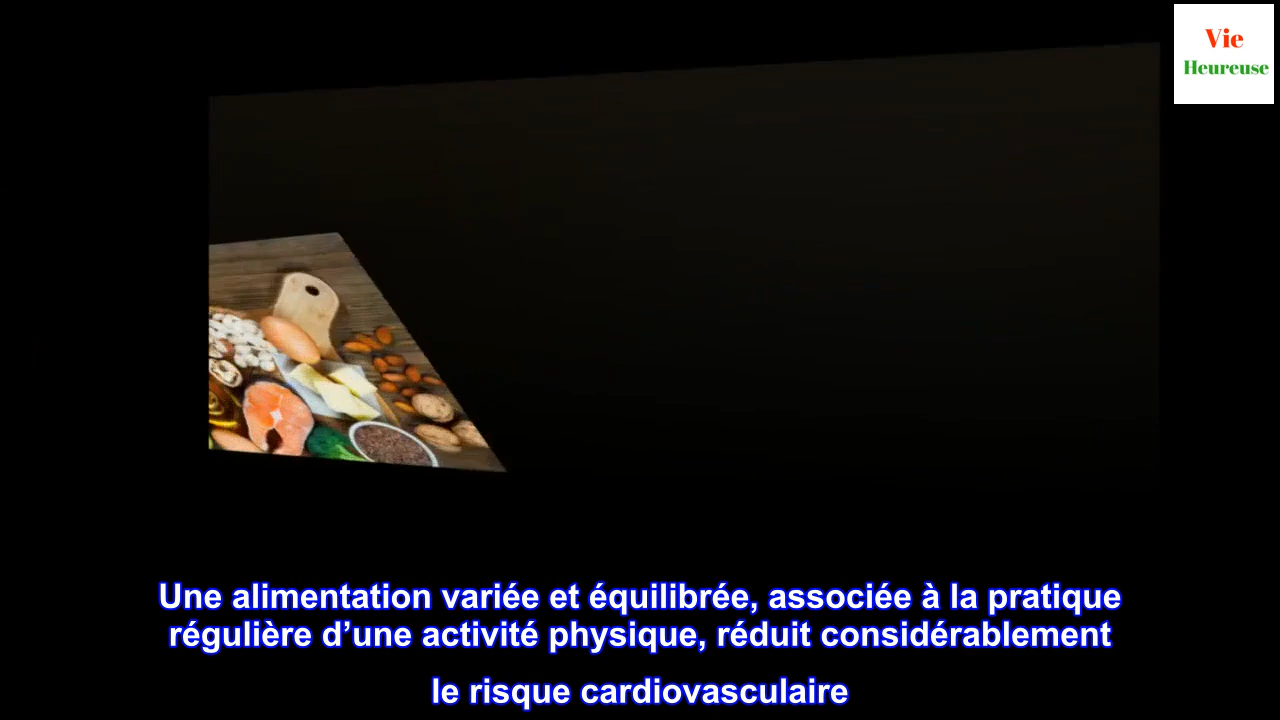 Vie
Heureuse
Une alimentation variée et équilibrée, associée à la pratique
régulière d’une activité physique, réduit considérablement
le risque cardiovasculaire